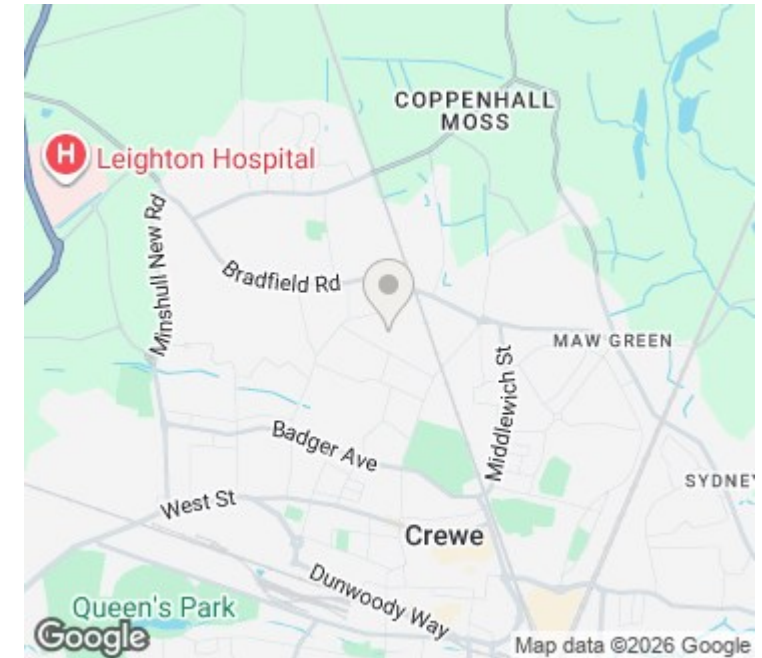 COPPENHALL
MOSS
H
Leighton Hospital
Minshull New Rd
Bradfield Rd
MAW GREEN
Middlewich St
Badger Ave
SYDNEY
West St
Crewe
Dunwoody Way
Queen's Park
Google
Map data ©2026 Google